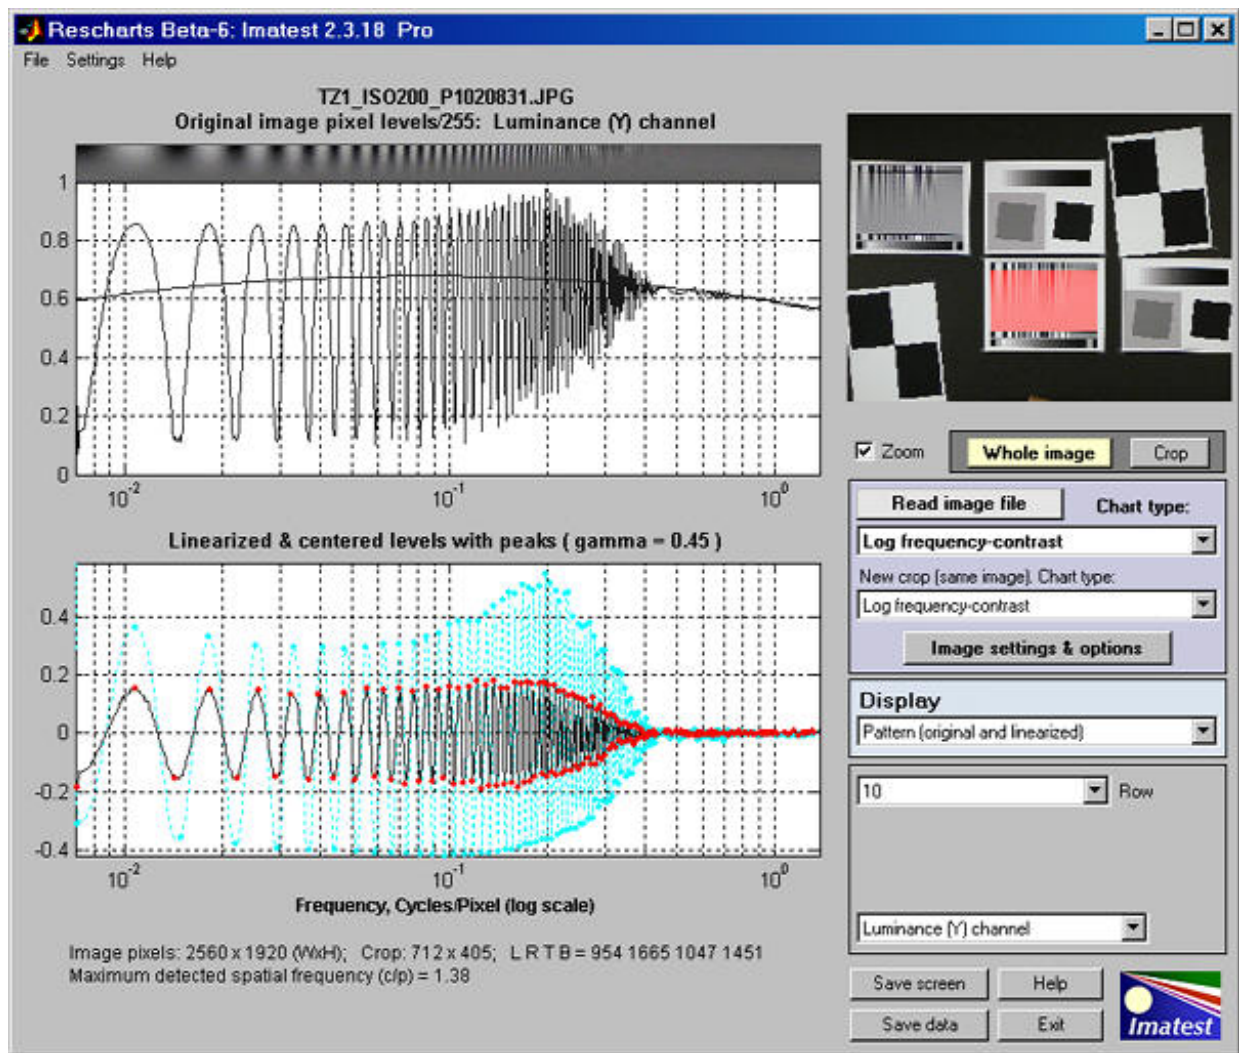 Rescharts Beta-6: Imatest 2.3.18 Pro
File Settings Help
TZ1_ISO200_P1020831.JPG
Original image pixel levels/255: Luminance (Y) channel
1
0.8
0.6
0.4
0.2
0
10⁻² 10⁻¹ 10⁰
Linearized & centered levels with peaks ( gamma = 0.45 )
0.4
0.2
0
-0.2
-0.4
10⁻² 10⁻¹ 10⁰
Frequency, Cycles/Pixel (log scale)
Image pixels: 2560 x 1920 (WxH); Crop: 712 x 405; L R T B = 954 1665 1047 1451
Maximum detected spatial frequency (c/p) = 1.38
Zoom
Whole image
Crop
Read image file
Chart type:
Log frequency-contrast
New crop (same image). Chart type:
Log frequency-contrast
Image settings & options
Display
Pattern (original and linearized)
10 Row
Luminance (Y) channel
Save screen Help
Save data Exit
Imatest